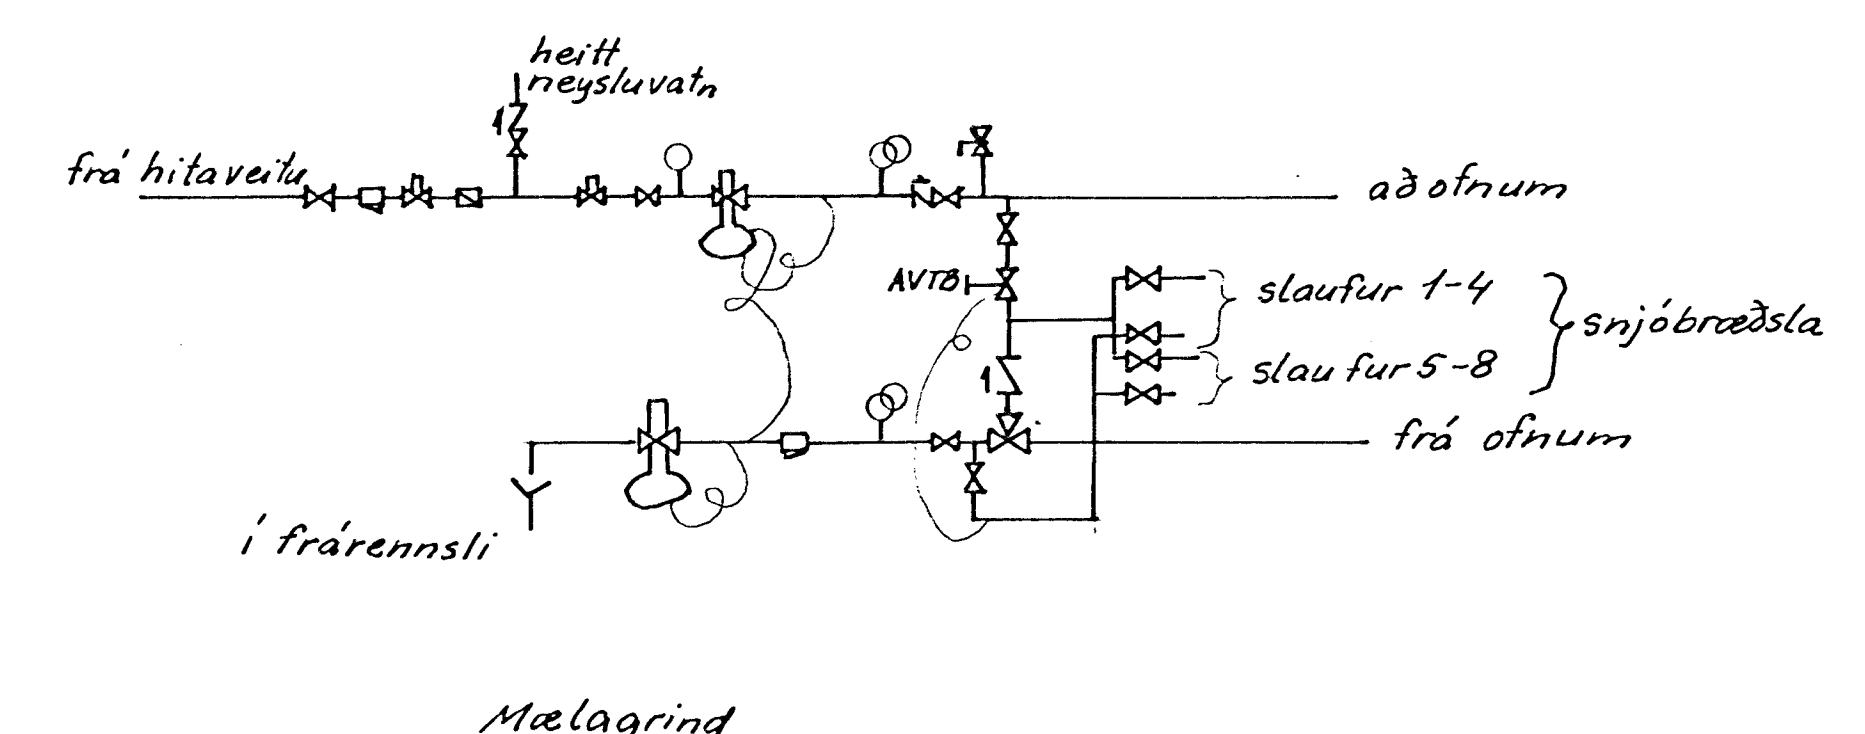 heitt
neysluvatn
frá hitaveitu
að ofnum
AVTB
slaufur 1-4
snjóbræðsla
slaufur 5-8
frá ofnum
í frárennsli
Mælagrind